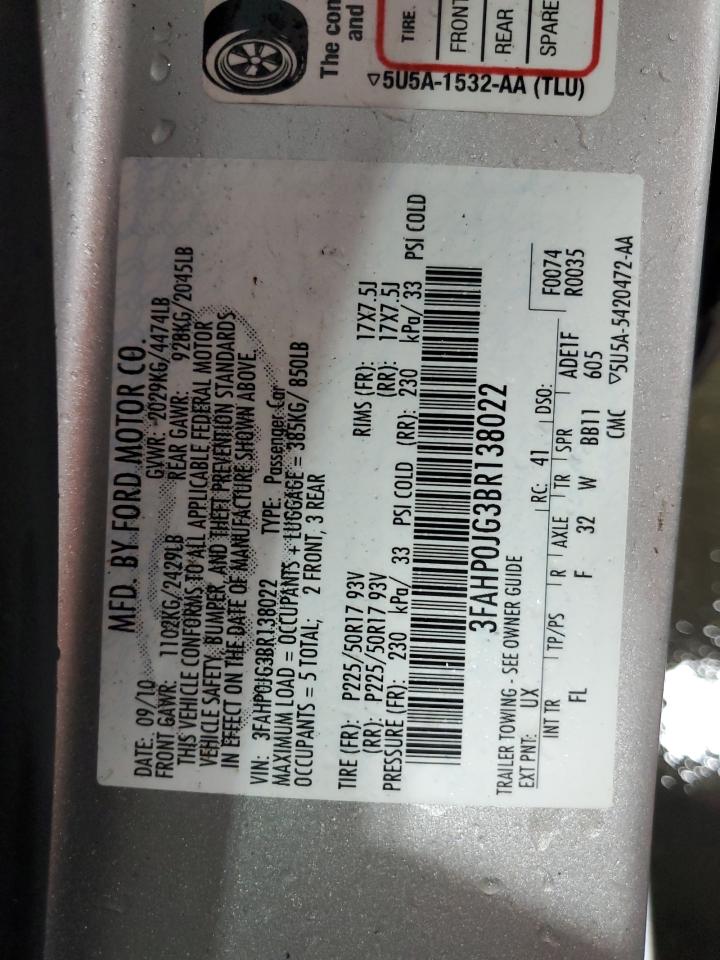 The con
and
TIRE
FRONT
REAR
SPARE
▽5U5A-1532-AA (TLU)
MFD. BY FORD MOTOR CO.
DATE: 09/10 GVWR: 2029KG/4474LB
FRONT GAWR: 1102KG/2429LB REAR GAWR: 928KG/2045LB
THIS VEHICLE CONFORMS TO ALL APPLICABLE FEDERAL MOTOR
VEHICLE SAFETY, BUMPER, AND THEFT PREVENTION STANDARDS
IN EFFECT ON THE DATE OF MANUFACTURE SHOWN ABOVE.
VIN: 3FAHP0JG3BR138022 TYPE: Passenger Car
MAXIMUM LOAD = OCCUPANTS + LUGGAGE = 385KG/ 850LB
OCCUPANTS = 5 TOTAL; 2 FRONT, 3 REAR
TIRE (FR): P225/50R17 93V RIMS (FR): 17X7.5J
(RR): P225/50R17 93V (RR): 17X7.5J
PRESSURE (FR): 230 kPa/ 33 PSI COLD (RR): 230 kPa/ 33 PSI COLD
3FAHP0JG3BR138022
TRAILER TOWING - SEE OWNER GUIDE
EXT PNT: UX RC: 41 DSO: F0074
R0035
INT TR TP/PS R AXLE TR SPR ADE1F
FL F 32 W BB11 605
CMC ▽5U5A-5420472-AA